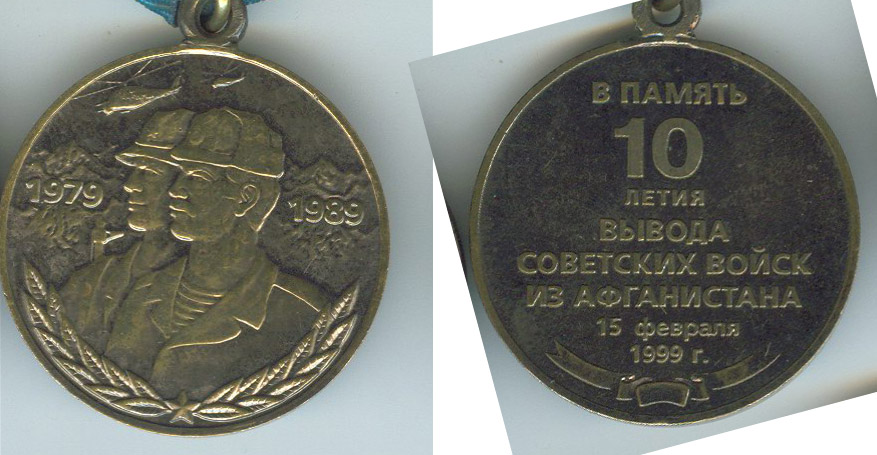 1979
1989
В ПАМЯТЬ
10
ЛЕТИЯ
ВЫВОДА
СОВЕТСКИХ ВОЙСК
ИЗ АФГАНИСТАНА
15 февраля
1999 г.